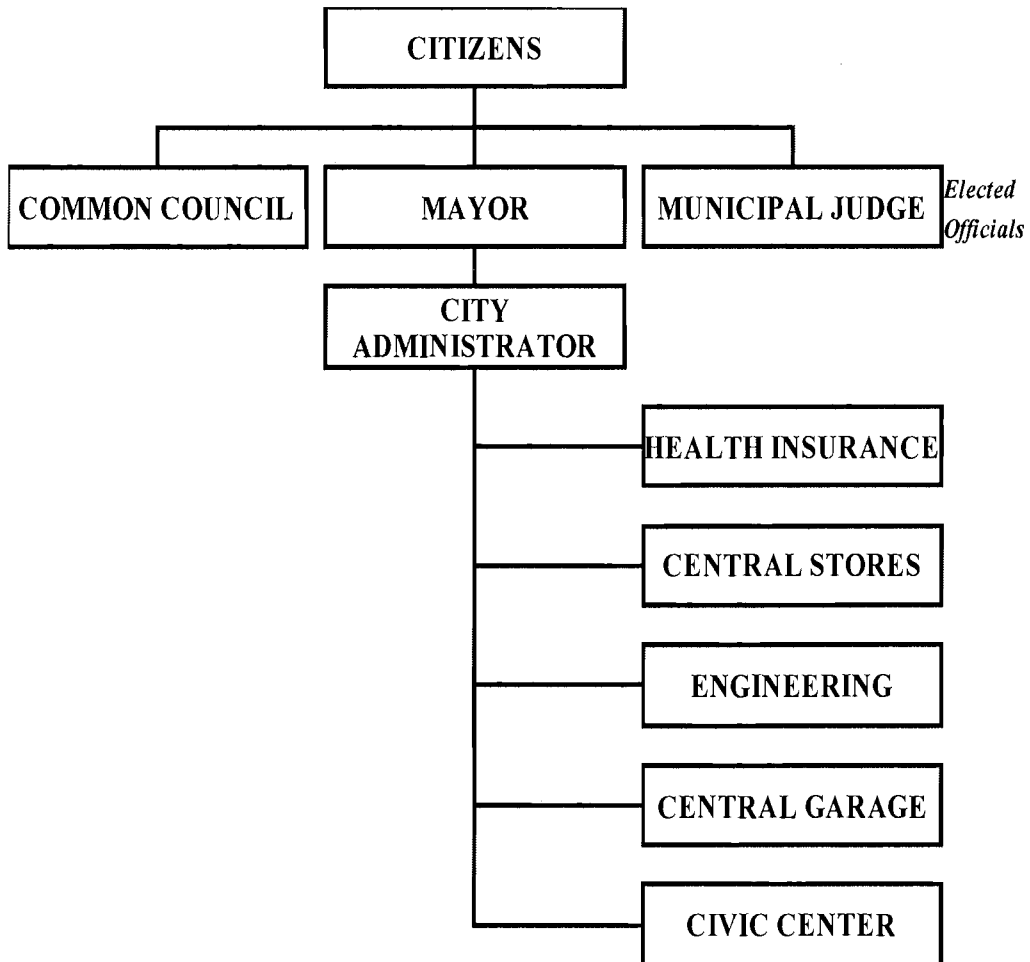 CITIZENS
COMMON COUNCIL
MAYOR
MUNICIPAL JUDGE
Elected
Officials
CITY
ADMINISTRATOR
HEALTH INSURANCE
CENTRAL STORES
ENGINEERING
CENTRAL GARAGE
CIVIC CENTER